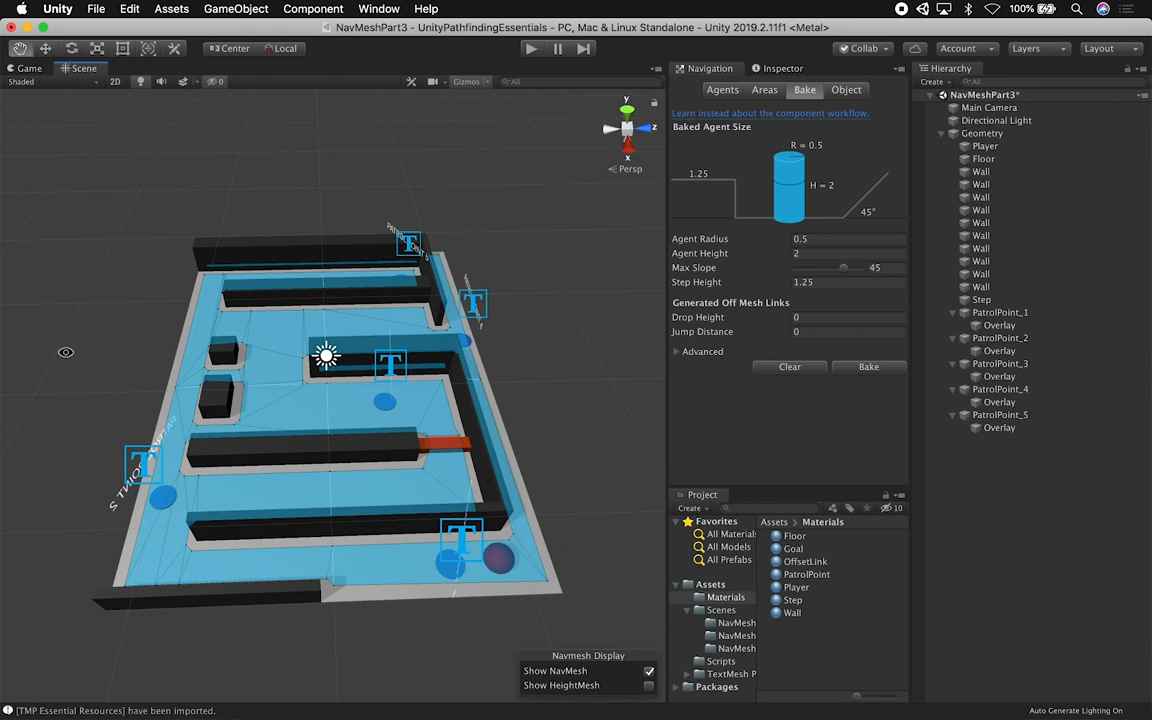 Unity File Edit Assets GameObject Component Window Help 100%
NavMeshPart3 - UnityPathfindingEssentials - PC, Mac & Linux Standalone - Unity 2019.2.11f1 <Metal>
Center Local Collab Account Layers Layout
Game Scene
Shaded 2D 0 Gizmos All
y
z
x
Persp
T
T
T
T
T
Navmesh Display
Show NavMesh
Show HeightMesh
Navigation Inspector
Agents Areas Bake Object
Learn instead about the component workflow.
Baked Agent Size
R = 0.5
1.25
H = 2
45°
Agent Radius 0.5
Agent Height 2
Max Slope 45
Step Height 1.25
Generated Off Mesh Links
Drop Height 0
Jump Distance 0
Advanced
Clear Bake
Project
Create 10
Favorites
All Material
All Models
All Prefabs
Assets
Materials
Scenes
NavMesh
NavMesh
NavMesh
Scripts
TextMesh P
Packages
Assets Materials
Floor
Goal
OffsetLink
PatrolPoint
Player
Step
Wall
Hierarchy
Create All
NavMeshPart3*
Main Camera
Directional Light
Geometry
Player
Floor
Wall
Wall
Wall
Wall
Wall
Wall
Wall
Wall
Wall
Wall
Step
PatrolPoint_1
Overlay
PatrolPoint_2
Overlay
PatrolPoint_3
Overlay
PatrolPoint_4
Overlay
PatrolPoint_5
Overlay
[TMP Essential Resources] have been imported.
Auto Generate Lighting On